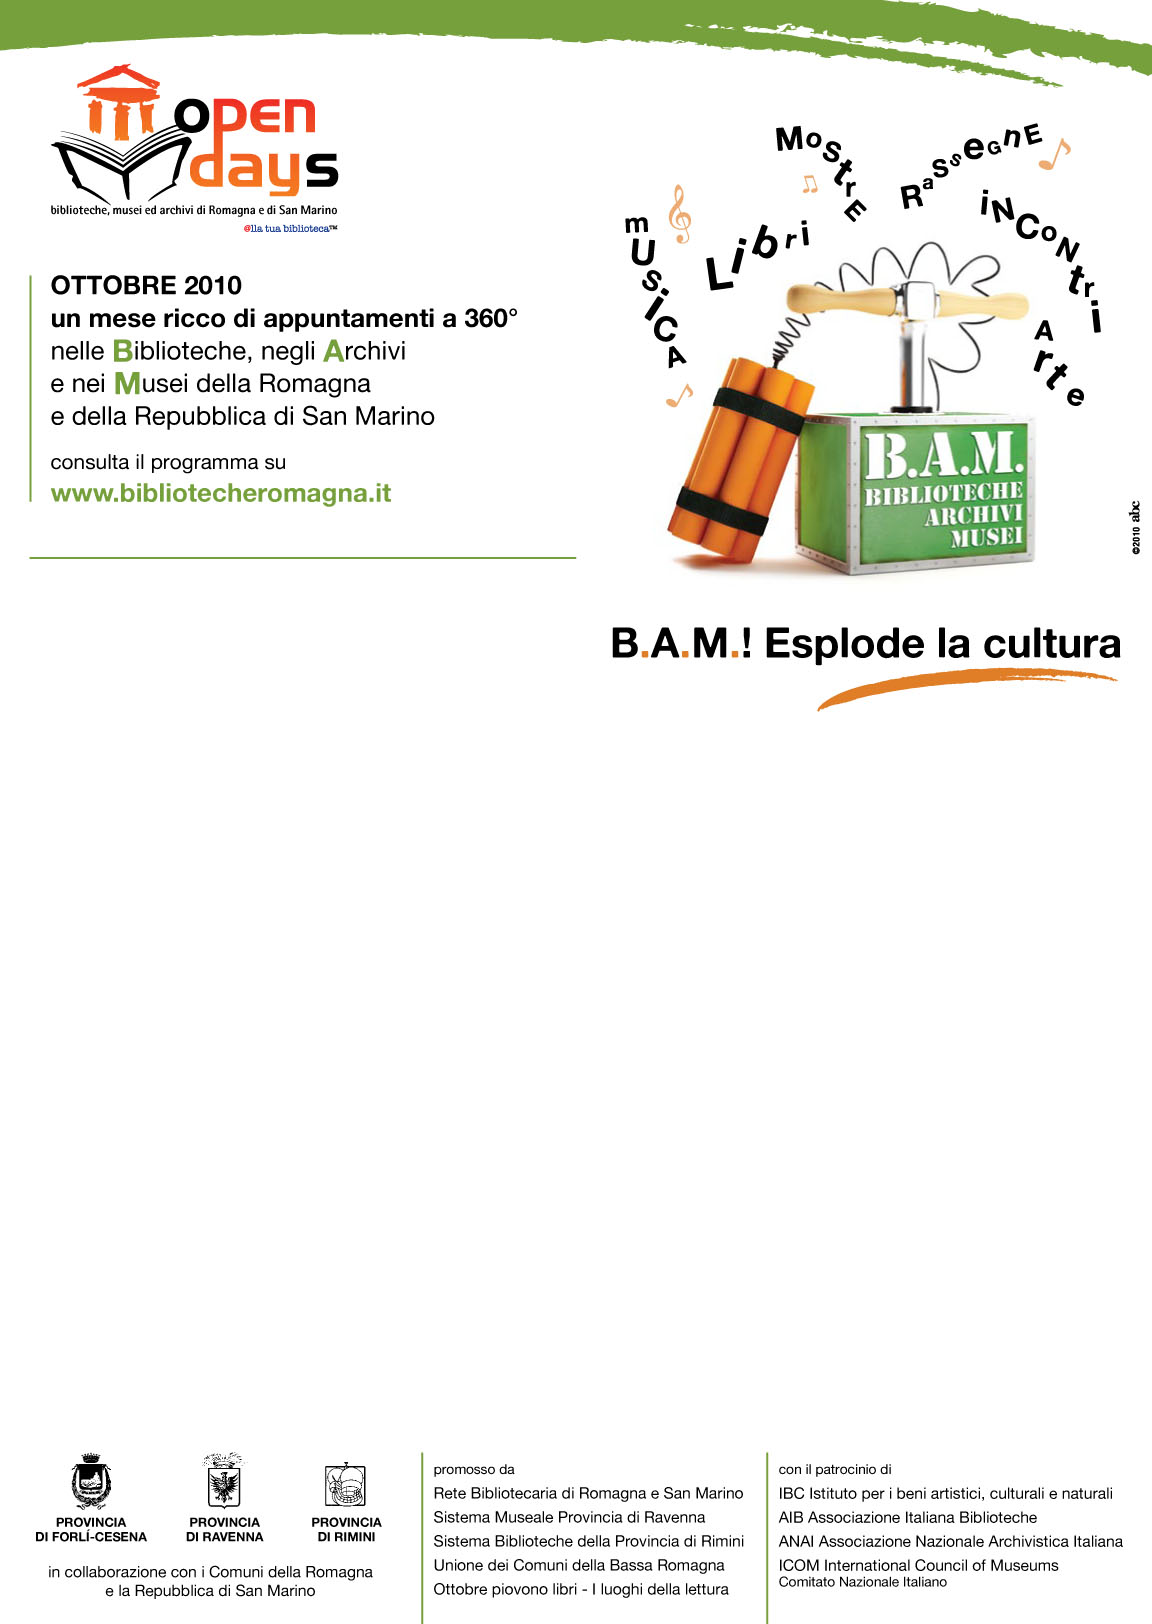 open
days
biblioteche, musei ed archivi di Romagna e di San Marino
@lla tua biblioteca™
OTTOBRE 2010
un mese ricco di appuntamenti a 360°
nelle Biblioteche, negli Archivi
e nei Musei della Romagna
e della Repubblica di San Marino
consulta il programma su
www.bibliotecheromagna.it
mUsiCA
Libri
MoStrE
RassegnE
iNCoNtri
Arte
B.A.M.
BIBLIOTECHE
ARCHIVI
MUSEI
©2010 abc
B.A.M.! Esplode la cultura
PROVINCIA
DI FORLÍ-CESENA
PROVINCIA
DI RAVENNA
PROVINCIA
DI RIMINI
in collaborazione con i Comuni della Romagna
e la Repubblica di San Marino
promosso da
Rete Bibliotecaria di Romagna e San Marino
Sistema Museale Provincia di Ravenna
Sistema Biblioteche della Provincia di Rimini
Unione dei Comuni della Bassa Romagna
Ottobre piovono libri - I luoghi della lettura
con il patrocinio di
IBC Istituto per i beni artistici, culturali e naturali
AIB Associazione Italiana Biblioteche
ANAI Associazione Nazionale Archivistica Italiana
ICOM International Council of Museums
Comitato Nazionale Italiano